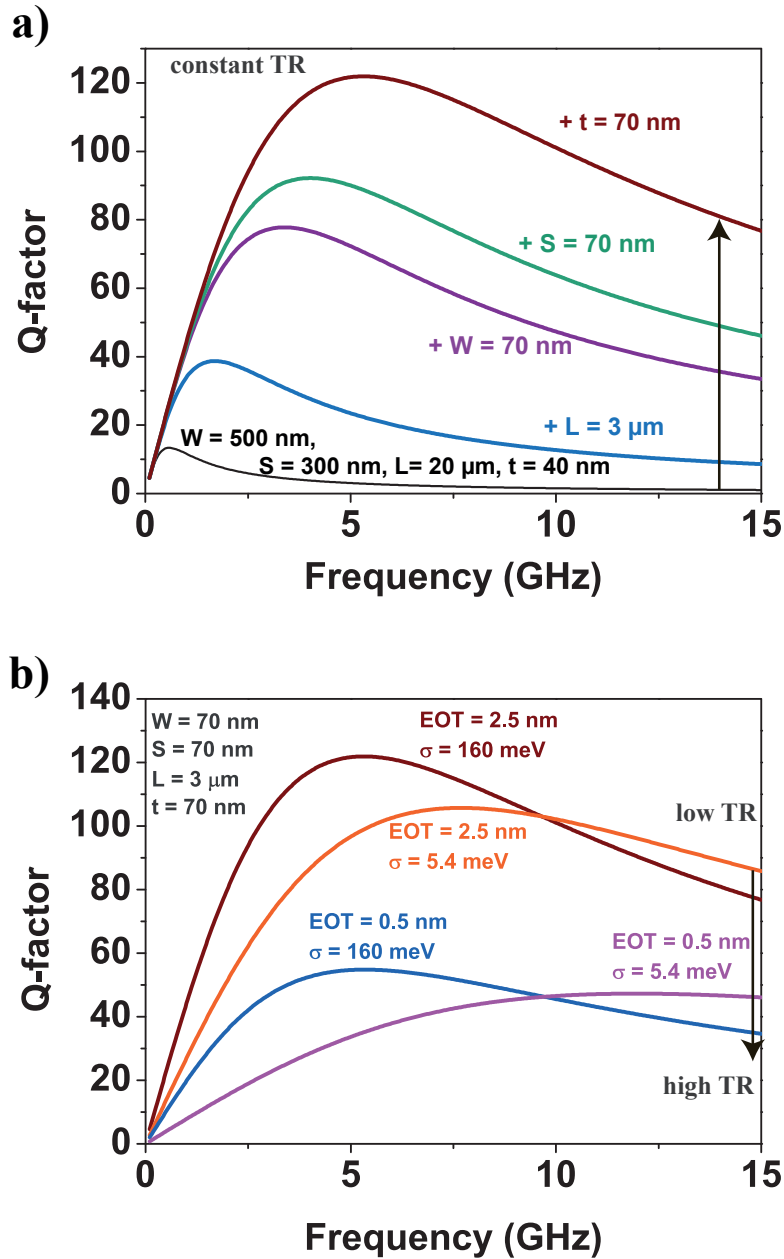 a)
constant TR
120
100
80
60
40
20
0
Q-factor
+ t = 70 nm
+ S = 70 nm
+ W = 70 nm
+ L = 3 µm
W = 500 nm,
S = 300 nm, L= 20 µm, t = 40 nm
0 5 10 15
Frequency (GHz)
b)
140
120
100
80
60
40
20
0
Q-factor
W = 70 nm
S = 70 nm
L = 3 μm
t = 70 nm
EOT = 2.5 nm
σ = 160 meV
low TR
EOT = 2.5 nm
σ = 5.4 meV
EOT = 0.5 nm
σ = 160 meV
EOT = 0.5 nm
σ = 5.4 meV
high TR
0 5 10 15
Frequency (GHz)